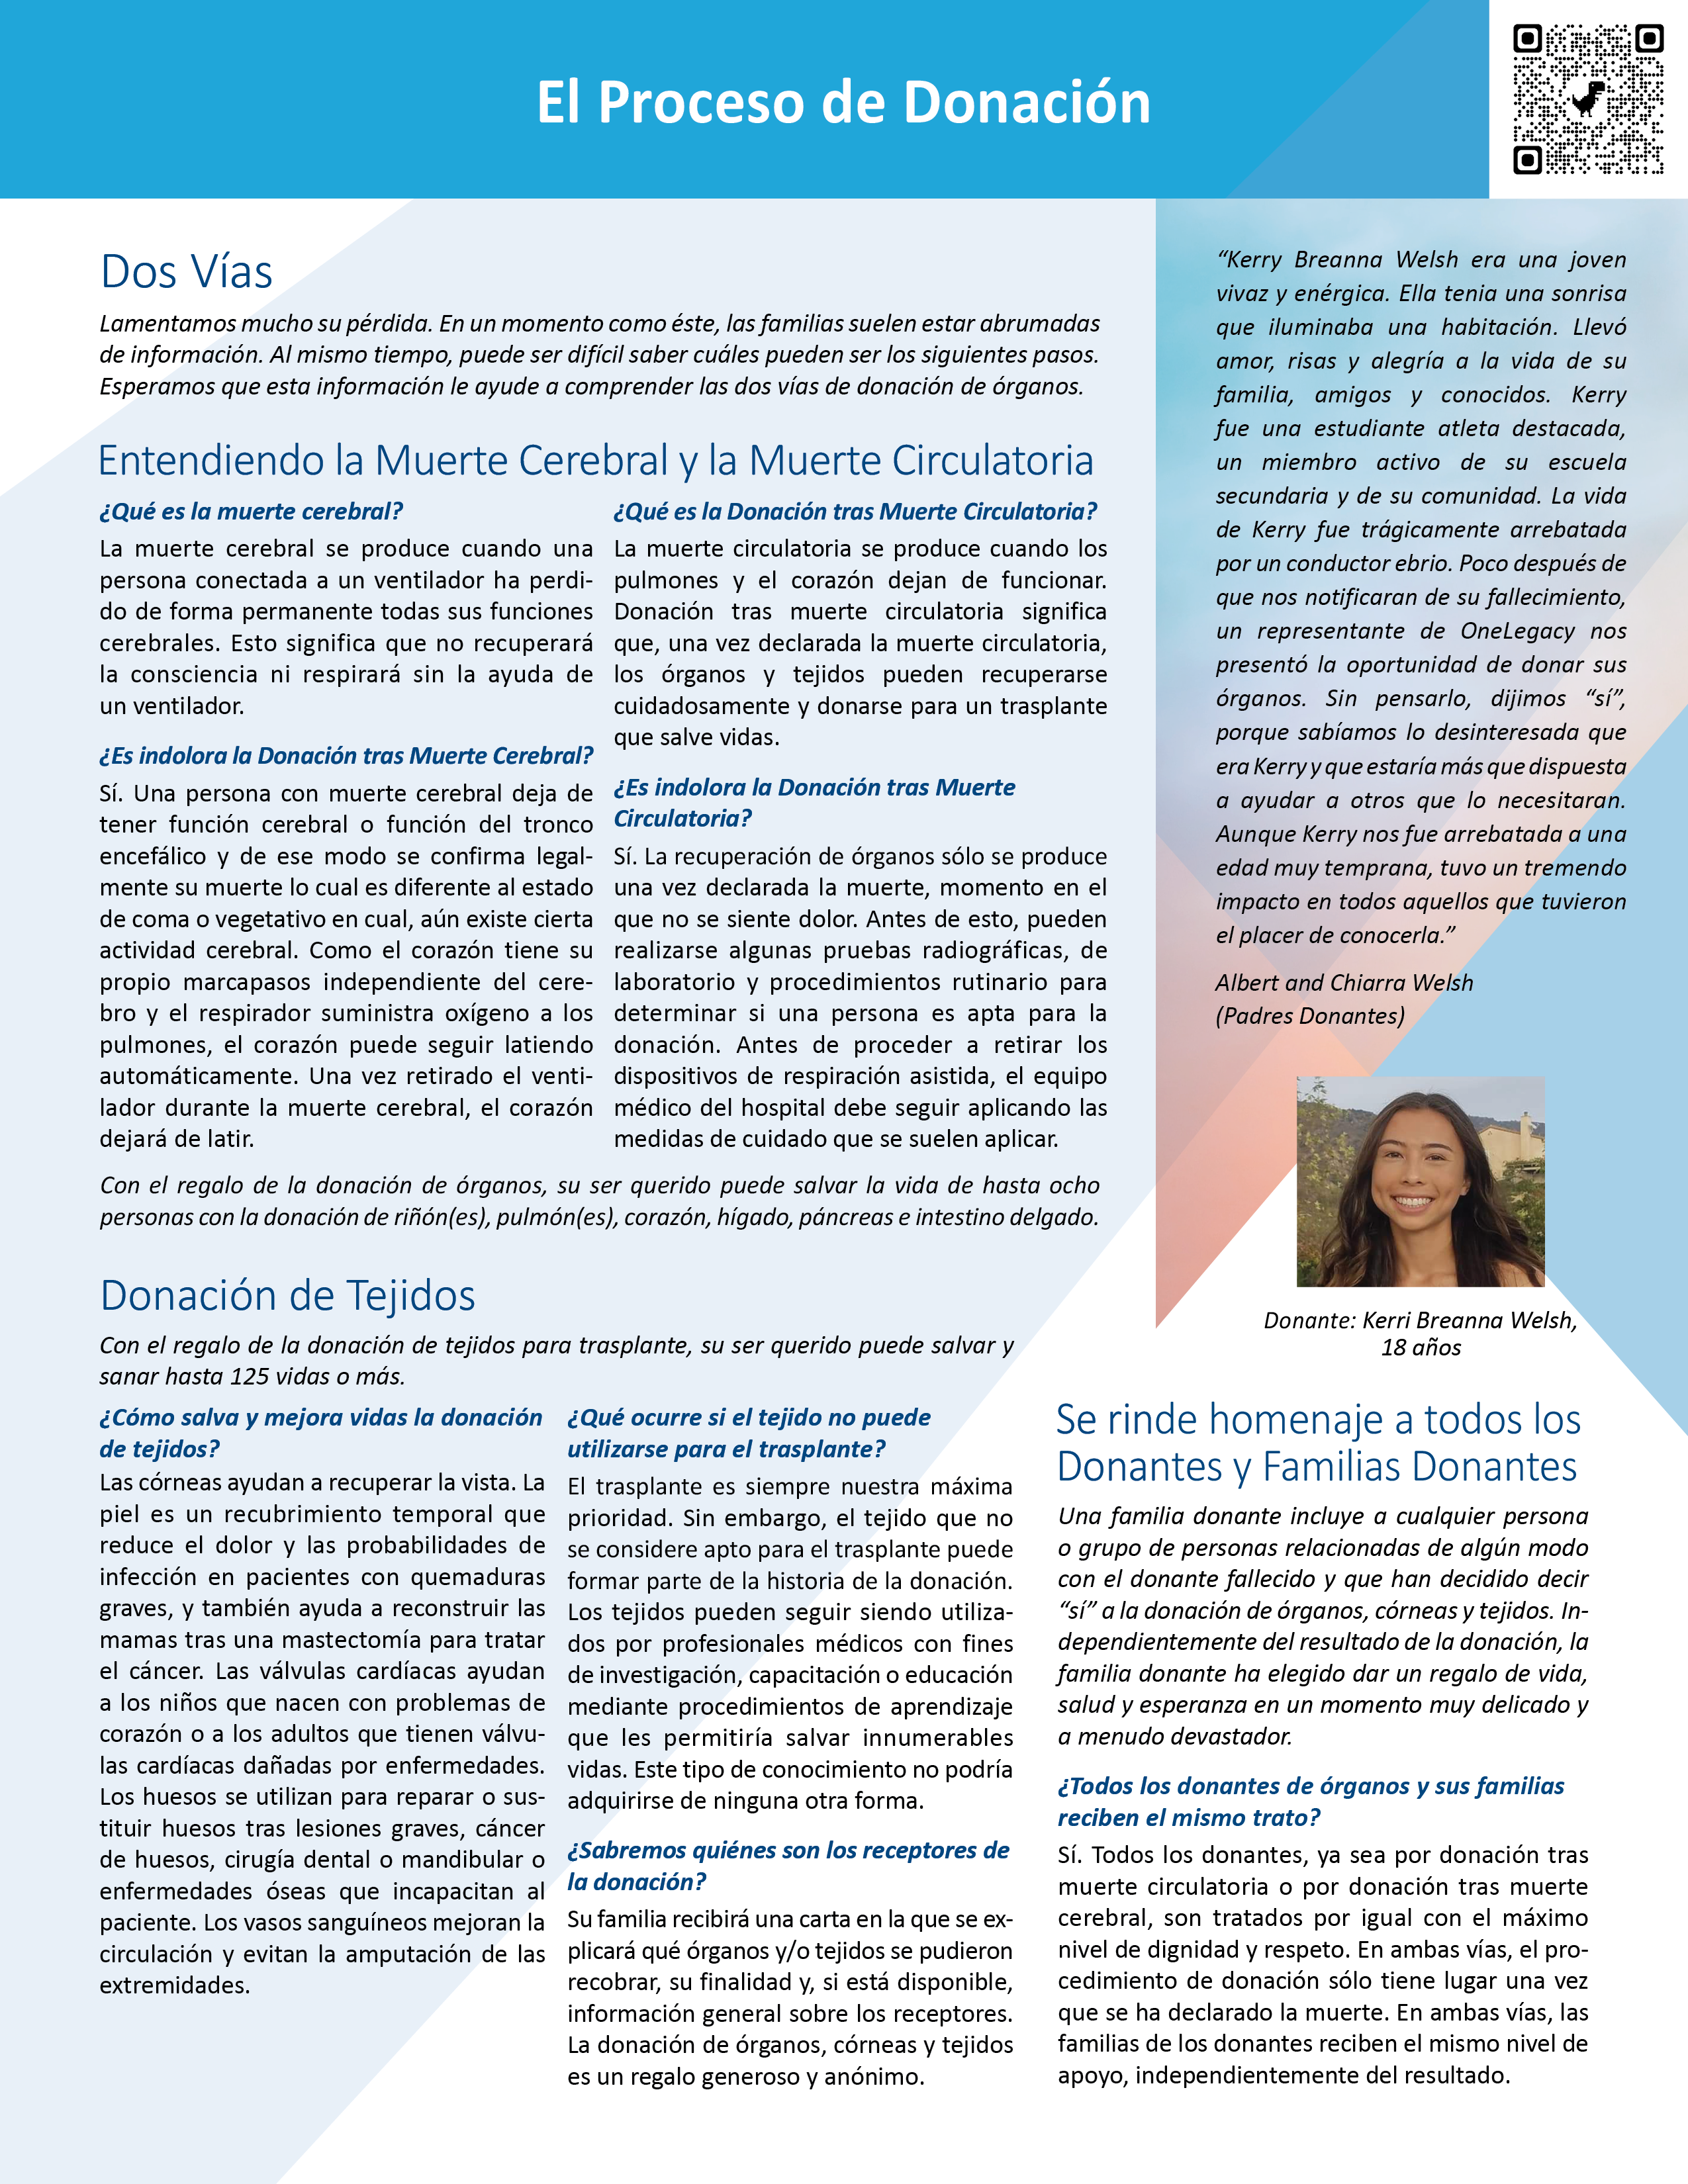 El Proceso de Donación
Dos Vías
Lamentamos mucho su pérdida. En un momento como éste, las familias suelen estar abrumadas
de información. Al mismo tiempo, puede ser difícil saber cuáles pueden ser los siguientes pasos.
Esperamos que esta información le ayude a comprender las dos vías de donación de órganos.
Entendiendo la Muerte Cerebral y la Muerte Circulatoria
¿Qué es la muerte cerebral?
La muerte cerebral se produce cuando una
persona conectada a un ventilador ha perdi-
do de forma permanente todas sus funciones
cerebrales. Esto significa que no recuperará
la consciencia ni respirará sin la ayuda de
un ventilador.
¿Es indolora la Donación tras Muerte Cerebral?
Sí. Una persona con muerte cerebral deja de
tener función cerebral o función del tronco
encefálico y de ese modo se confirma legal-
mente su muerte lo cual es diferente al estado
de coma o vegetativo en cual, aún existe cierta
actividad cerebral. Como el corazón tiene su
propio marcapasos independiente del cere-
bro y el respirador suministra oxígeno a los
pulmones, el corazón puede seguir latiendo
automáticamente. Una vez retirado el venti-
lador durante la muerte cerebral, el corazón
dejará de latir.
¿Qué es la Donación tras Muerte Circulatoria?
La muerte circulatoria se produce cuando los
pulmones y el corazón dejan de funcionar.
Donación tras muerte circulatoria significa
que, una vez declarada la muerte circulatoria,
los órganos y tejidos pueden recuperarse
cuidadosamente y donarse para un trasplante
que salve vidas.
¿Es indolora la Donación tras Muerte
Circulatoria?
Sí. La recuperación de órganos sólo se produce
una vez declarada la muerte, momento en el
que no se siente dolor. Antes de esto, pueden
realizarse algunas pruebas radiográficas, de
laboratorio y procedimientos rutinario para
determinar si una persona es apta para la
donación. Antes de proceder a retirar los
dispositivos de respiración asistida, el equipo
médico del hospital debe seguir aplicando las
medidas de cuidado que se suelen aplicar.
Con el regalo de la donación de órganos, su ser querido puede salvar la vida de hasta ocho
personas con la donación de riñón(es), pulmón(es), corazón, hígado, páncreas e intestino delgado.
"Kerry Breanna Welsh era una joven
vivaz y enérgica. Ella tenia una sonrisa
que iluminaba una habitación. Llevó
amor, risas y alegría a la vida de su
familia, amigos y conocidos. Kerry
fue una estudiante atleta destacada,
un miembro activo de su escuela
secundaria y de su comunidad. La vida
de Kerry fue trágicamente arrebatada
por un conductor ebrio. Poco después de
que nos notificaran de su fallecimiento,
un representante de OneLegacy nos
presentó la oportunidad de donar sus
órganos. Sin pensarlo, dijimos "sí",
porque sabíamos lo desinteresada que
era Kerry y que estaría más que dispuesta
a ayudar a otros que lo necesitaran.
Aunque Kerry nos fue arrebatada a una
edad muy temprana, tuvo un tremendo
impacto en todos aquellos que tuvieron
el placer de conocerla."
Albert and Chiarra Welsh
(Padres Donantes)
Donante: Kerri Breanna Welsh,
18 años
Donación de Tejidos
Con el regalo de la donación de tejidos para trasplante, su ser querido puede salvar y
sanar hasta 125 vidas o más.
¿Cómo salva y mejora vidas la donación
de tejidos?
Las córneas ayudan a recuperar la vista. La
piel es un recubrimiento temporal que
reduce el dolor y las probabilidades de
infección en pacientes con quemaduras
graves, y también ayuda a reconstruir las
mamas tras una mastectomía para tratar
el cáncer. Las válvulas cardíacas ayudan
a los niños que nacen con problemas de
corazón o a los adultos que tienen válvu-
las cardíacas dañadas por enfermedades.
Los huesos se utilizan para reparar o sus-
tituir huesos tras lesiones graves, cáncer
de huesos, cirugía dental o mandibular o
enfermedades óseas que incapacitan al
paciente. Los vasos sanguíneos mejoran la
circulación y evitan la amputación de las
extremidades.
¿Qué ocurre si el tejido no puede
utilizarse para el trasplante?
El trasplante es siempre nuestra máxima
prioridad. Sin embargo, el tejido que no
se considere apto para el trasplante puede
formar parte de la historia de la donación.
Los tejidos pueden seguir siendo utiliza-
dos por profesionales médicos con fines
de investigación, capacitación o educación
mediante procedimientos de aprendizaje
que les permitiría salvar innumerables
vidas. Este tipo de conocimiento no podría
adquirirse de ninguna otra forma.
¿Sabremos quiénes son los receptores de
la donación?
Su familia recibirá una carta en la que se ex-
plicará qué órganos y/o tejidos se pudieron
recobrar, su finalidad y, si está disponible,
información general sobre los receptores.
La donación de órganos, córneas y tejidos
es un regalo generoso y anónimo.
Se rinde homenaje a todos los
Donantes y Familias Donantes
Una familia donante incluye a cualquier persona
o grupo de personas relacionadas de algún modo
con el donante fallecido y que han decidido decir
"sí" a la donación de órganos, córneas y tejidos. In-
dependientemente del resultado de la donación, la
familia donante ha elegido dar un regalo de vida,
salud y esperanza en un momento muy delicado y
a menudo devastador.
¿Todos los donantes de órganos y sus familias
reciben el mismo trato?
Sí. Todos los donantes, ya sea por donación tras
muerte circulatoria o por donación tras muerte
cerebral, son tratados por igual con el máximo
nivel de dignidad y respeto. En ambas vías, el pro-
cedimiento de donación sólo tiene lugar una vez
que se ha declarado la muerte. En ambas vías, las
familias de los donantes reciben el mismo nivel de
apoyo, independientemente del resultado.